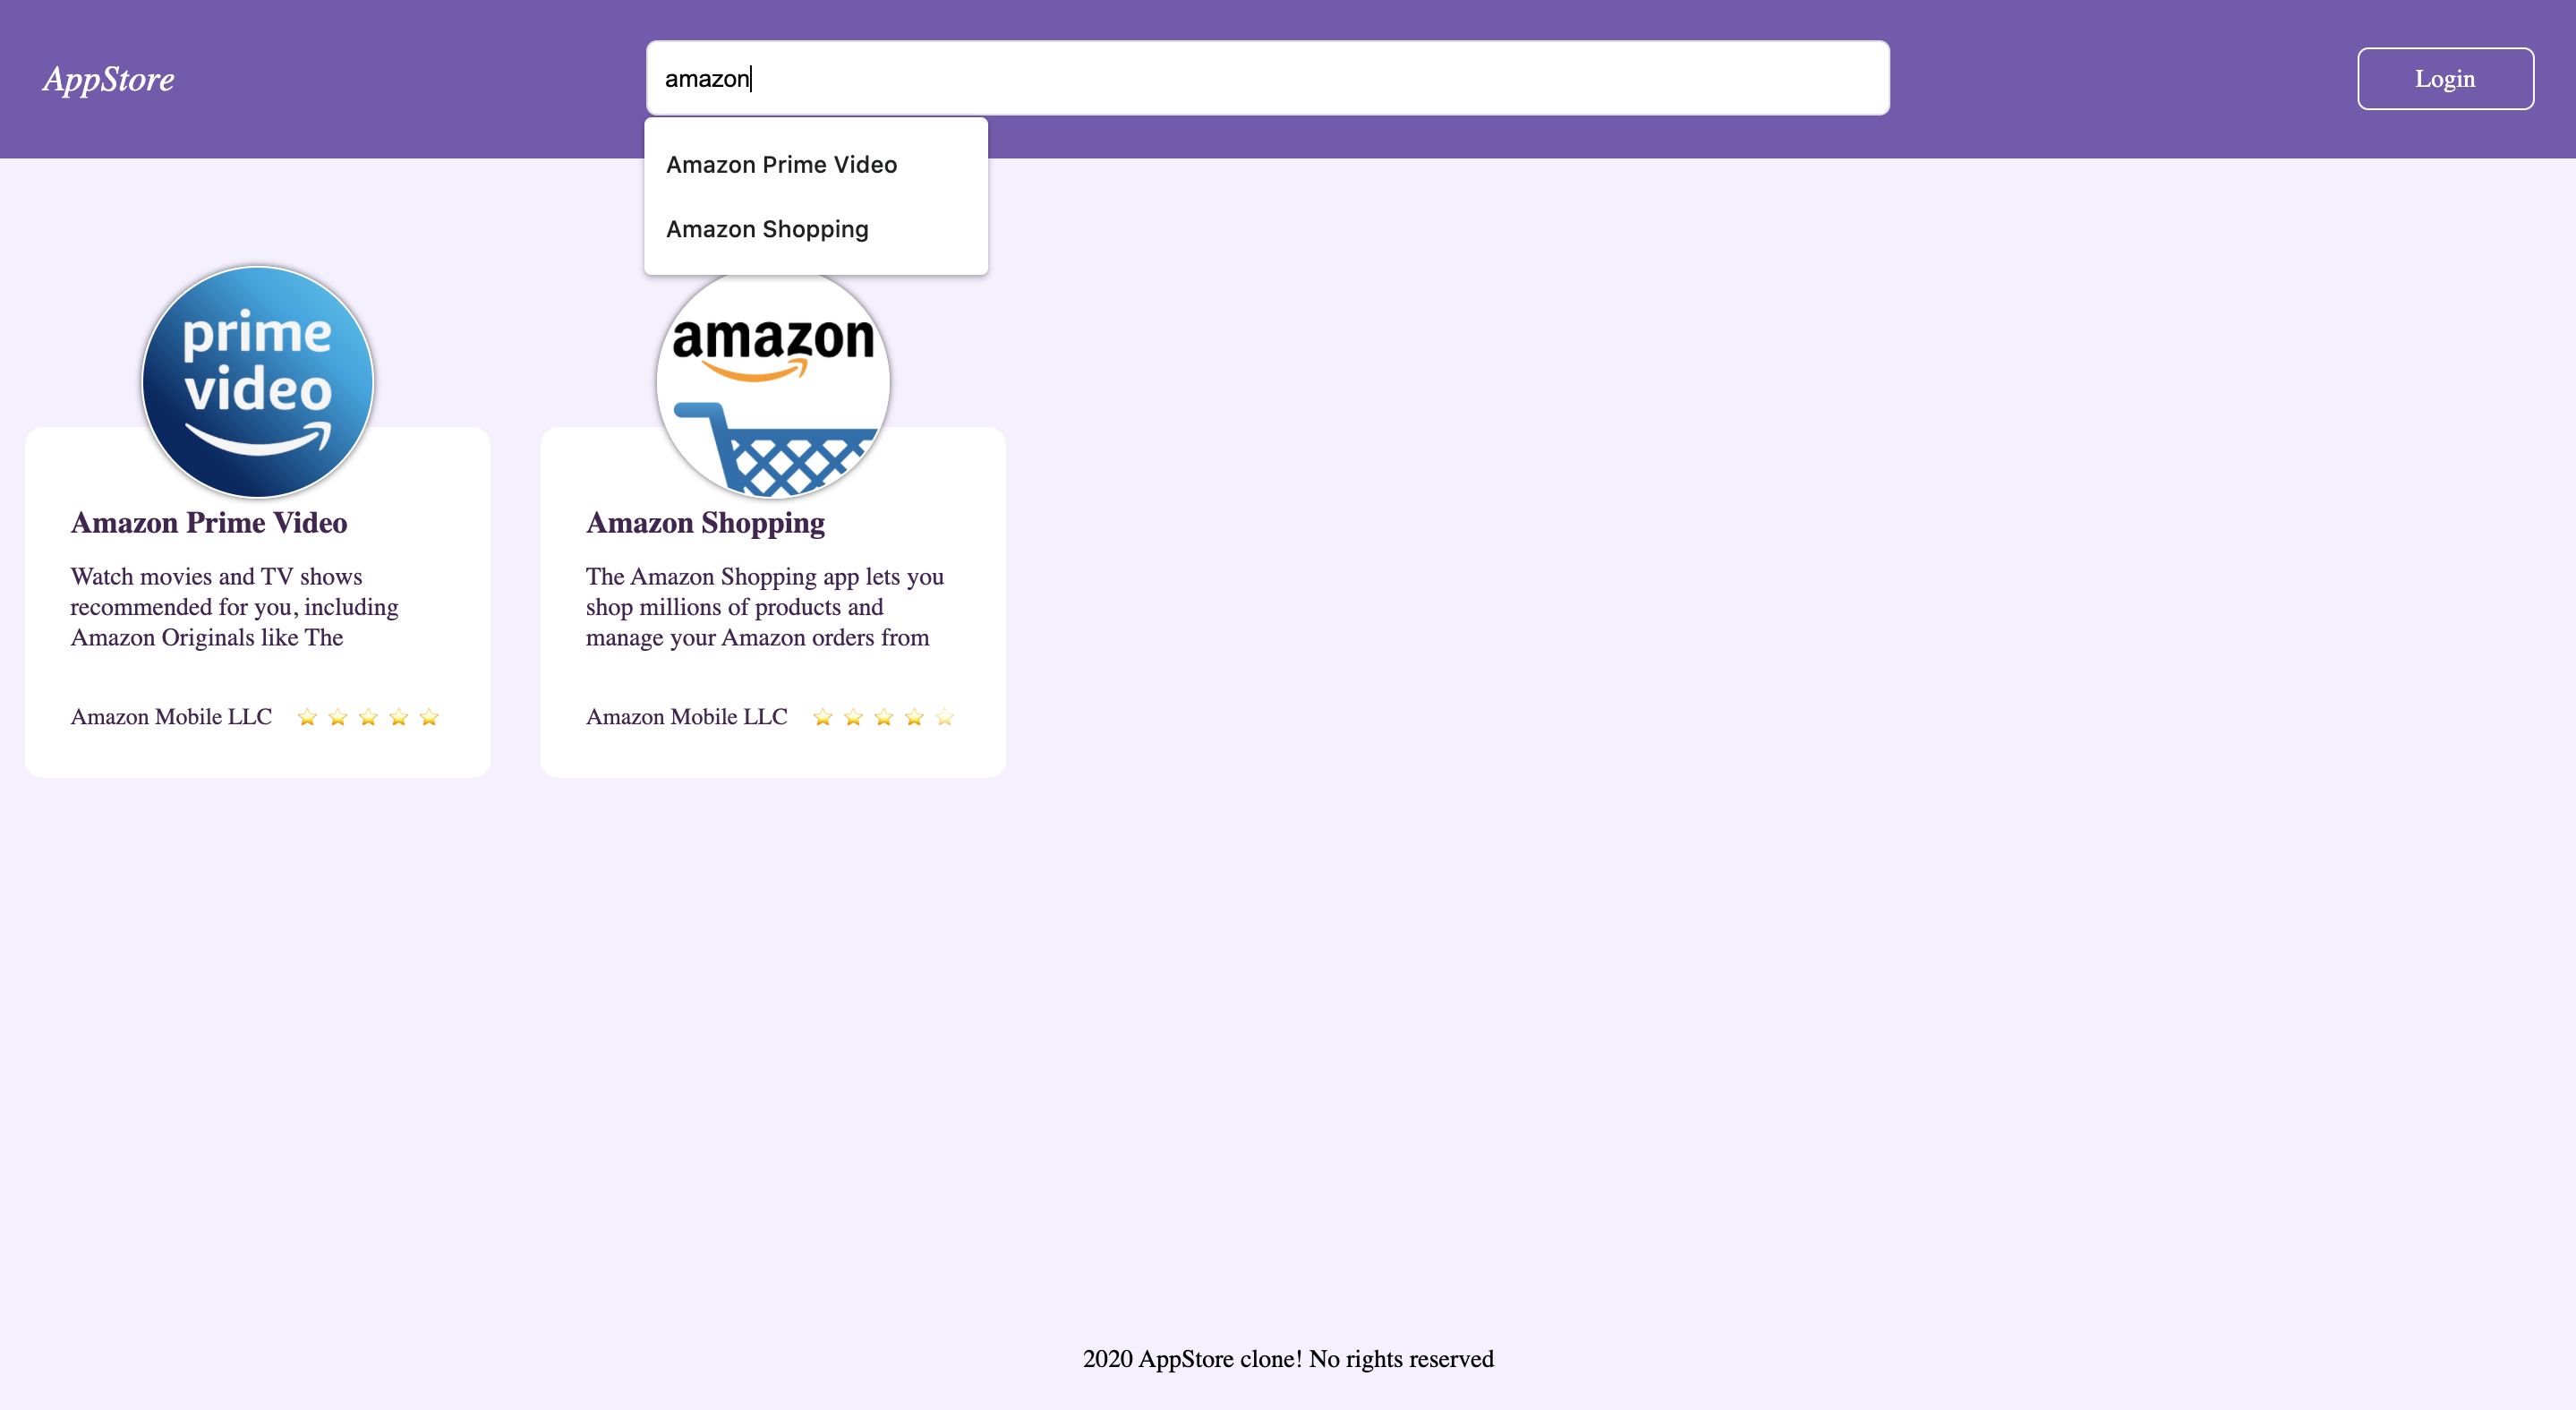 AppStore
amazon
Login
Amazon Prime Video
Amazon Shopping
prime
video
amazon
Amazon Prime Video
Watch movies and TV shows
recommended for you, including
Amazon Originals like The
Amazon Mobile LLC
Amazon Shopping
The Amazon Shopping app lets you
shop millions of products and
manage your Amazon orders from
Amazon Mobile LLC
2020 AppStore clone! No rights reserved